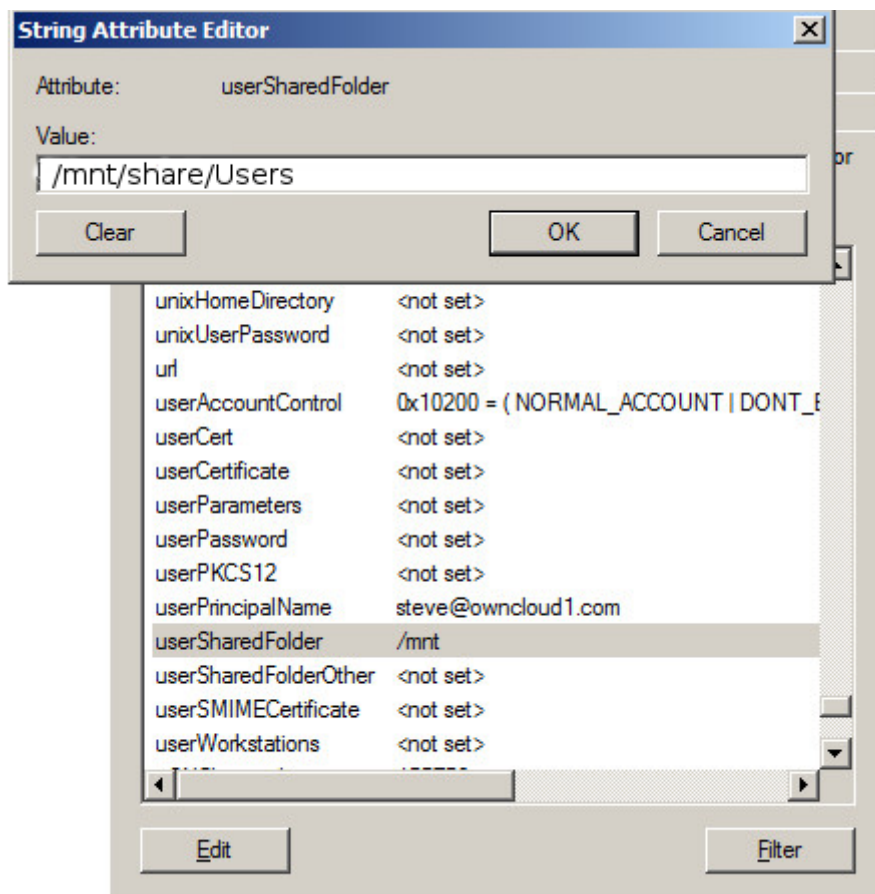 String Attribute Editor
Attribute: userSharedFolder
Value:
/mnt/share/Users
or
Clear OK Cancel
unixHomeDirectory <not set>
unixUserPassword <not set>
url <not set>
userAccountControl 0x10200 = ( NORMAL_ACCOUNT | DONT_E
userCert <not set>
userCertificate <not set>
userParameters <not set>
userPassword <not set>
userPKCS12 <not set>
userPrincipalName steve@owncloud1.com
userSharedFolder /mnt
userSharedFolderOther <not set>
userSMIMECertificate <not set>
userWorkstations <not set>
Edit Filter